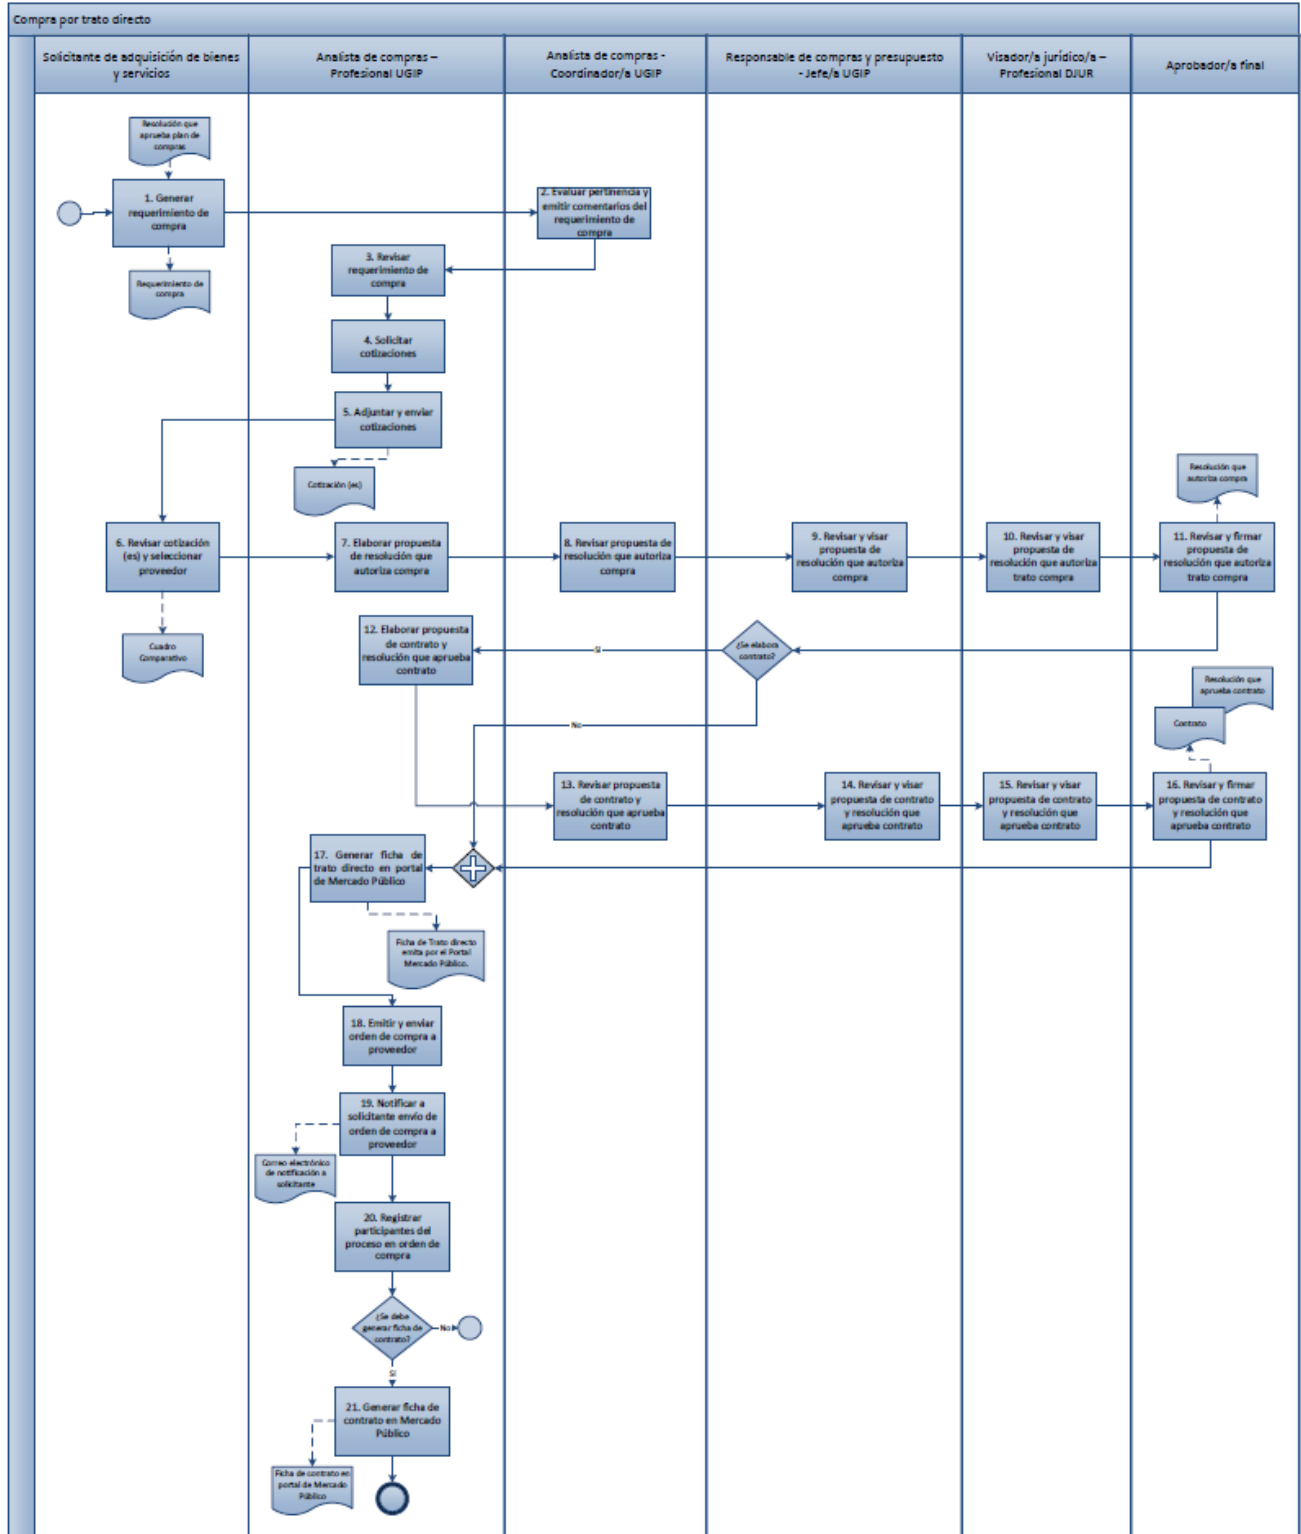 Compra por trato directo
Solicitante de adquisición de bienes
y servicios
Analista de compras –
Profesional UGIP
Analista de compras -
Coordinador/a UGIP
Responsable de compras y presupuesto
- Jefe/a UGIP
Visador/a jurídico/a –
Profesional DJUR
Aprobador/a final
Resolución que
aprueba plan de
compras
1. Generar
requerimiento de
compra
2. Evaluar pertinencia y
emitir comentarios del
requerimiento de
compra
Requerimiento de
compra
3. Revisar
requerimiento de
compra
4. Solicitar
cotizaciones
5. Adjuntar y enviar
cotizaciones
Cotización (es)
Resolución que
autoriza compra
6. Revisar cotización
(es) y seleccionar
proveedor
7. Elaborar propuesta
de resolución que
autoriza compra
8. Revisar propuesta de
resolución que autoriza
compra
9. Revisar y visar
propuesta de
resolución que autoriza
compra
10. Revisar y visar
propuesta de
resolución que autoriza
trato compra
11. Revisar y firmar
propuesta de
resolución que autoriza
trato compra
Cuadro
Comparativo
12. Elaborar propuesta
de contrato y
resolución que aprueba
contrato
Sí
¿Se elabora
contrato?
No
Resolución que
aprueba contrato
Contrato
13. Revisar propuesta
de contrato y
resolución que aprueba
contrato
14. Revisar y visar
propuesta de contrato
y resolución que
aprueba contrato
15. Revisar y visar
propuesta de contrato
y resolución que
aprueba contrato
16. Revisar y firmar
propuesta de contrato
y resolución que
aprueba contrato
17. Generar ficha de
trato directo en portal
de Mercado Público
Ficha de Trato directo
emita por el Portal
Mercado Público.
18. Emitir y enviar
orden de compra a
proveedor
19. Notificar a
solicitante envío de
orden de compra a
proveedor
Correo electrónico
de notificación a
solicitante
20. Registrar
participantes del
proceso en orden de
compra
¿Se debe
generar ficha de
contrato?
No
Sí
21. Generar ficha de
contrato en Mercado
Público
Ficha de contrato en
portal de Mercado
Público